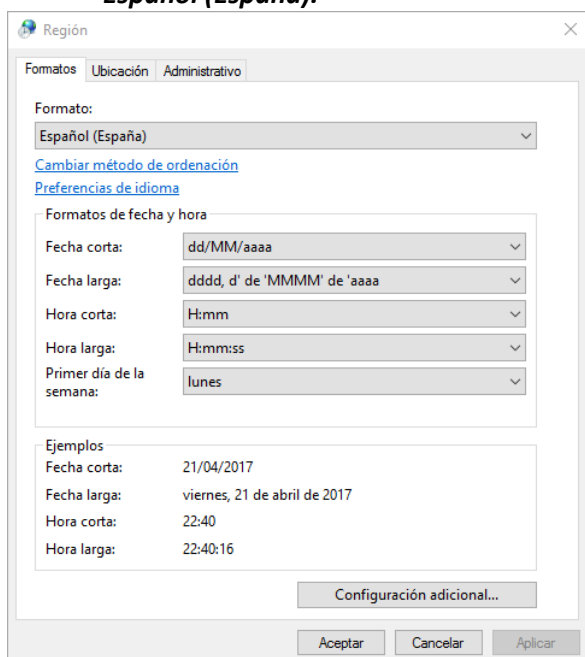 Español (España).
Región
Formatos Ubicación Administrativo
Formato:
Español (España)
Cambiar método de ordenación
Preferencias de idioma
Formatos de fecha y hora
Fecha corta: dd/MM/aaaa
Fecha larga: dddd, d' de 'MMMM' de 'aaaa
Hora corta: H:mm
Hora larga: H:mm:ss
Primer día de la semana: lunes
Ejemplos
Fecha corta: 21/04/2017
Fecha larga: viernes, 21 de abril de 2017
Hora corta: 22:40
Hora larga: 22:40:16
Configuración adicional...
Aceptar Cancelar Aplicar